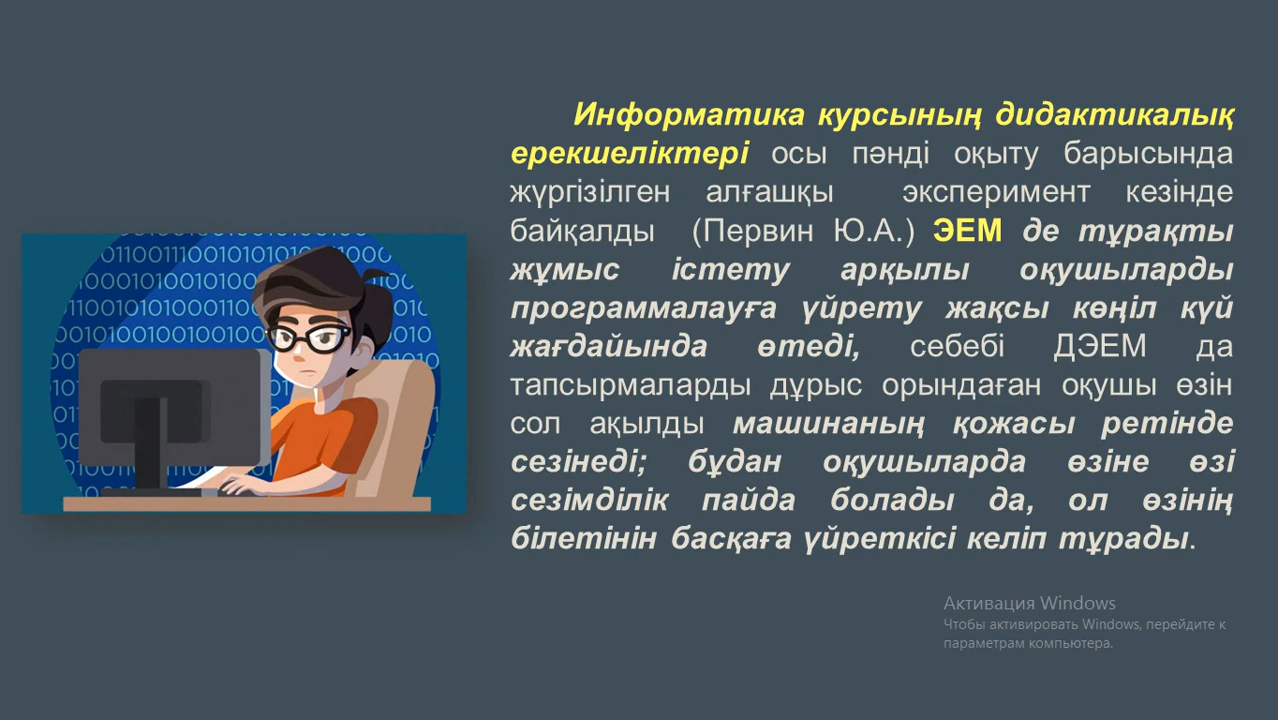 Информатика курсының дидактикалық
ерекшеліктері осы пәнді оқыту барысында
жүргізілген алғашқы эксперимент кезінде
байқалды (Первин Ю.А.) ЭЕМ де тұрақты
жұмыс істету арқылы оқушыларды
программалауға үйрету жақсы көңіл күй
жағдайында өтеді, себебі ДЭЕМ да
тапсырмаларды дұрыс орындаған оқушы өзін
сол ақылды машинаның қожасы ретінде
сезінеді; бұдан оқушыларда өзіне өзі
сезімділік пайда болады да, ол өзінің
білетінін басқаға үйреткісі келіп тұрады.
Активация Windows
Чтобы активировать Windows, перейдите к
параметрам компьютера.